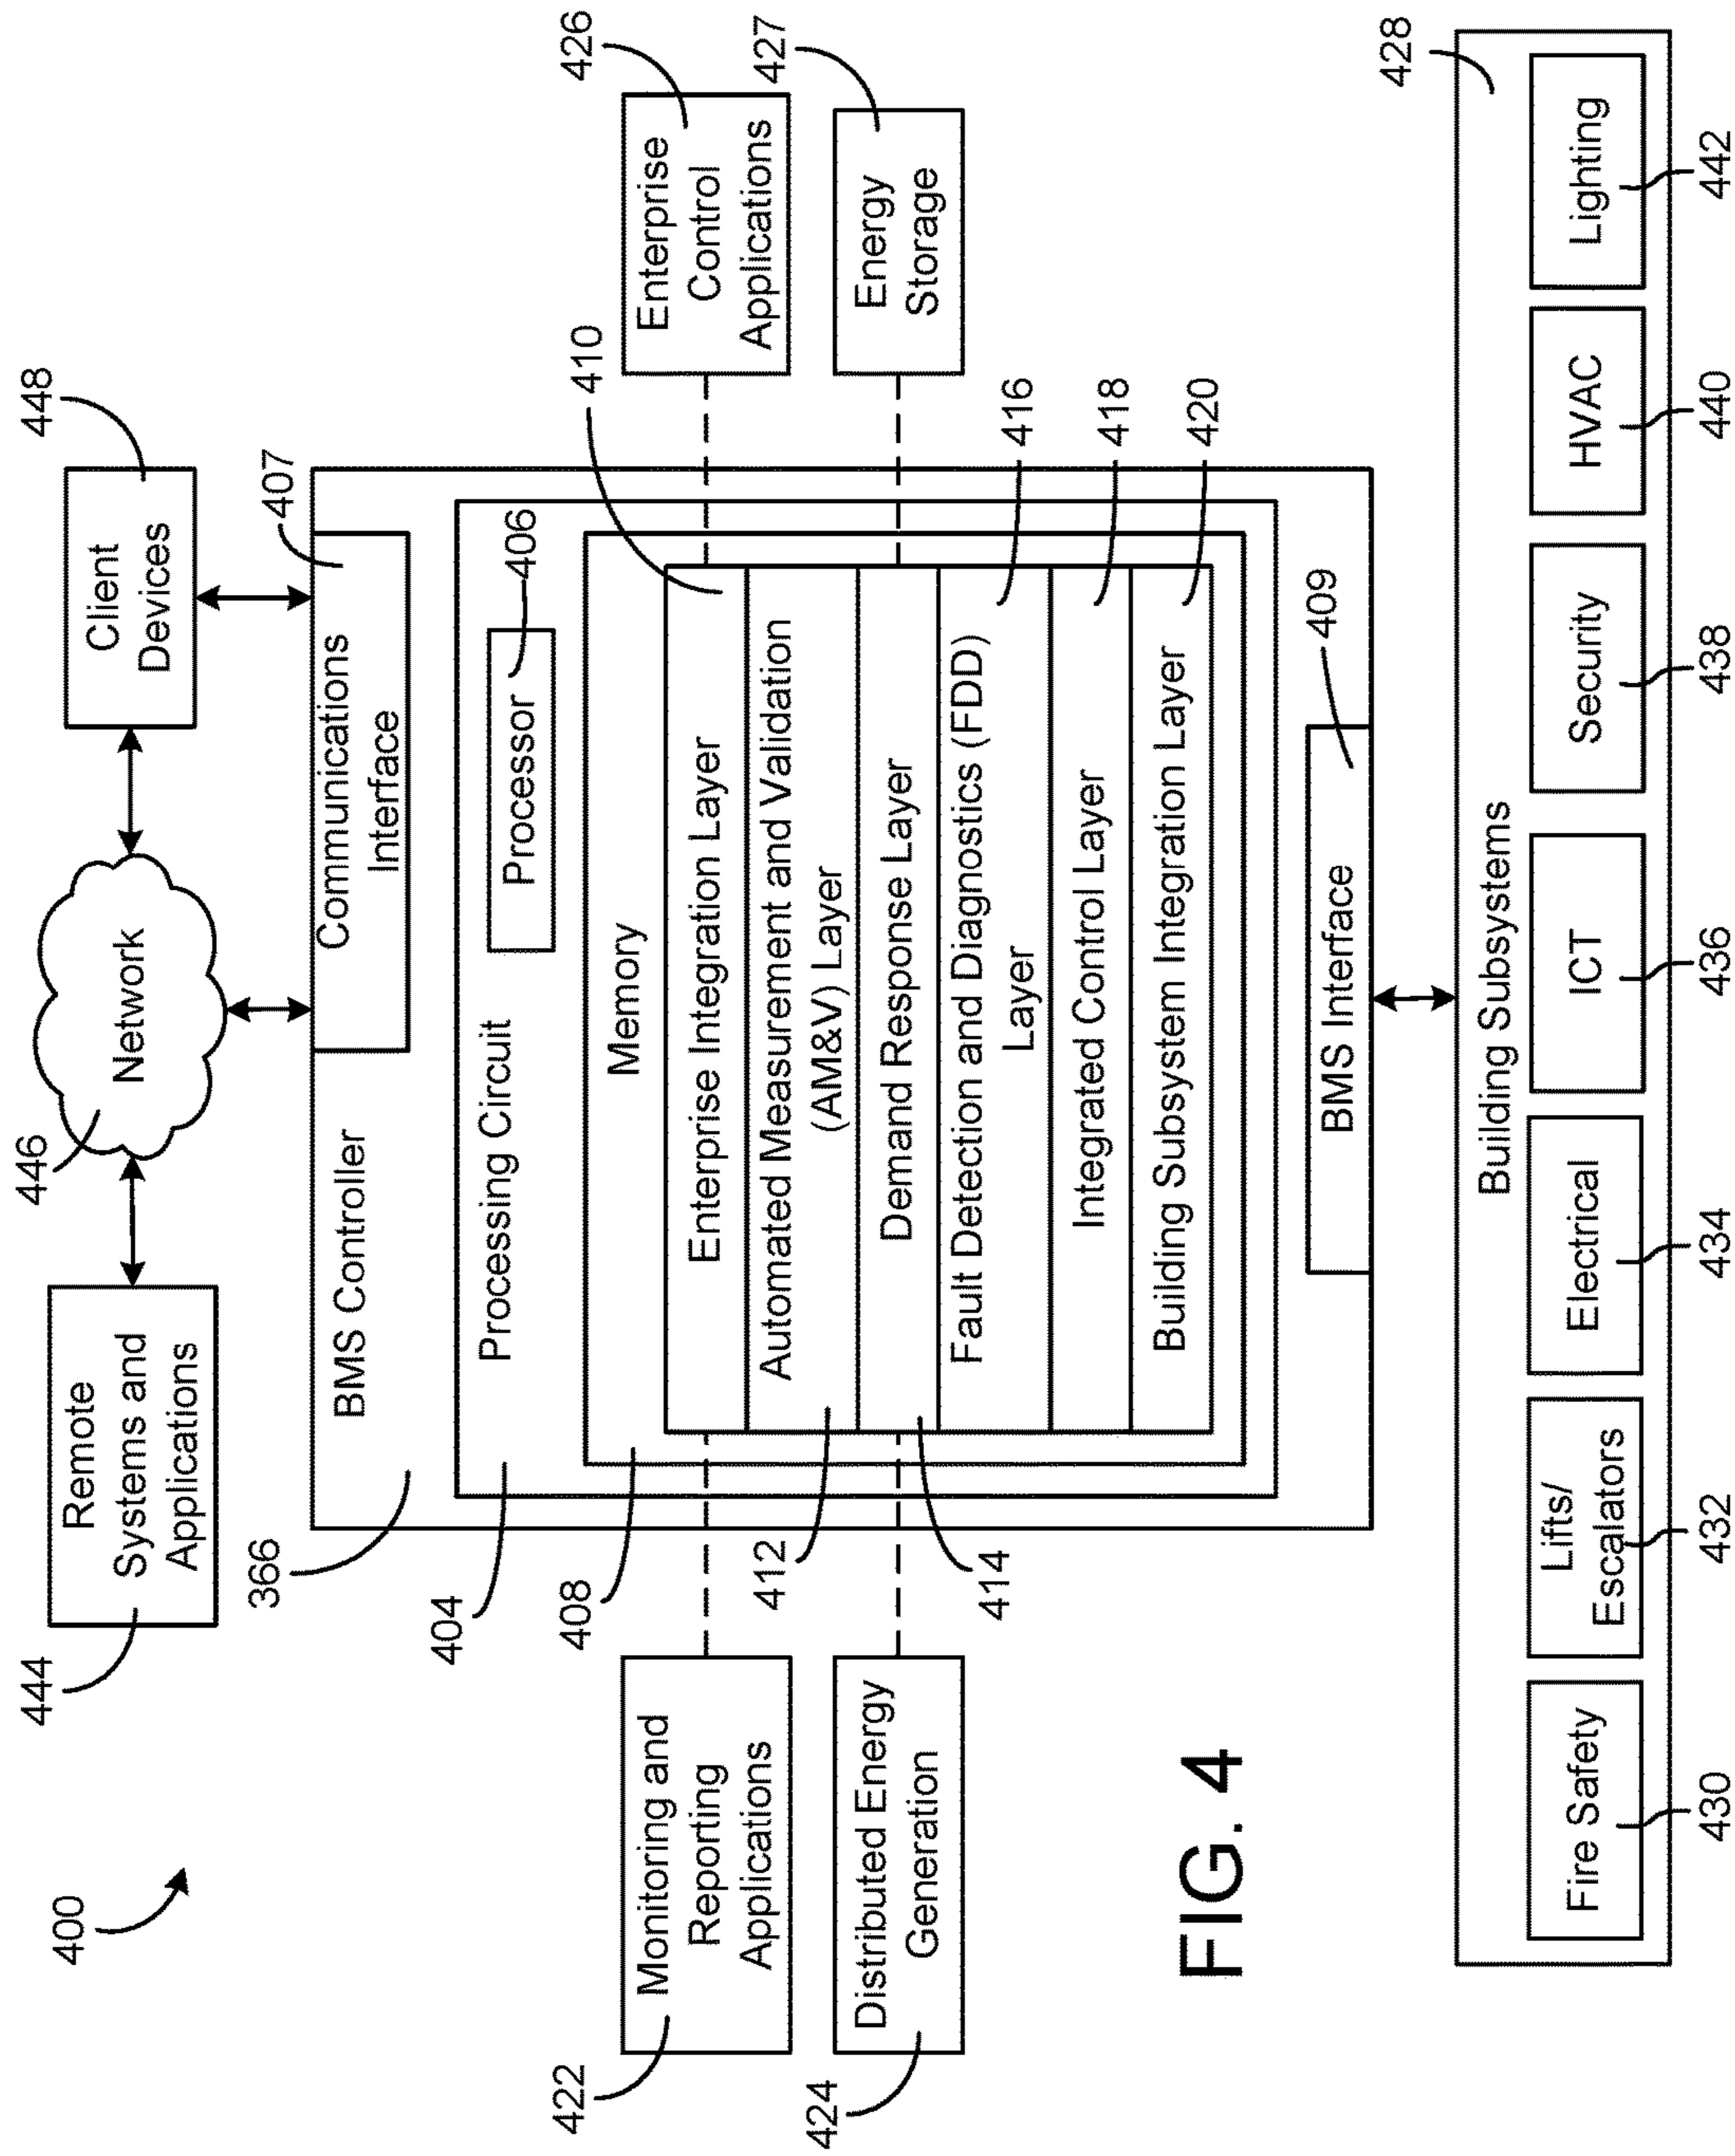 400
444
Remote
Systems and
Applications
446
Network
Client
Devices
448
366
BMS Controller
Communications
Interface
407
404
Processing Circuit
Processor
406
408
Memory
410
Enterprise Integration Layer
412
Automated Measurement and Validation
(AM&V) Layer
414
Demand Response Layer
Fault Detection and Diagnostics (FDD)
Layer
416
Integrated Control Layer
418
Building Subsystem Integration Layer
420
BMS Interface
409
422
Monitoring and
Reporting
Applications
424
Distributed Energy
Generation
Enterprise
Control
Applications
426
Energy
Storage
427
FIG. 4
Building Subsystems
428
Fire Safety
Lifts/
Escalators
Electrical
ICT
Security
HVAC
Lighting
430
432
434
436
438
440
442